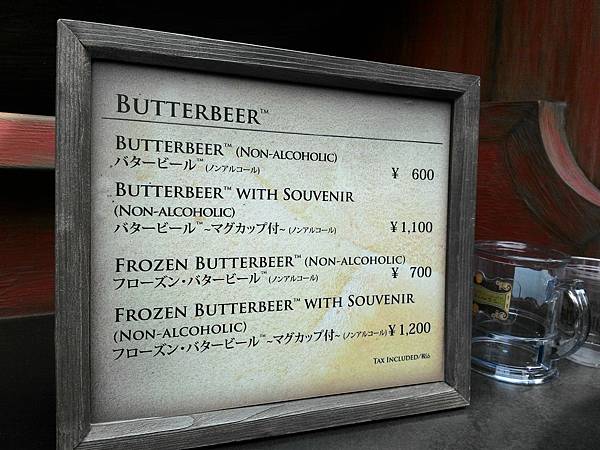 BUTTERBEER™
BUTTERBEER™ (NON-ALCOHOLIC)
バタービール™ (ノンアルコール)
¥ 600
BUTTERBEER™ WITH SOUVENIR
(NON-ALCOHOLIC)
バタービール™~マグカップ付~ (ノンアルコール)
¥1,100
FROZEN BUTTERBEER™ (NON-ALCOHOLIC)
フローズン・バタービール™(ノンアルコール)
¥ 700
FROZEN BUTTERBEER™ WITH SOUVENIR
(NON-ALCOHOLIC)
フローズン・バタービール™~マグカップ付~ (ノンアルコール) ¥1,200
TAX INCLUDED/税込